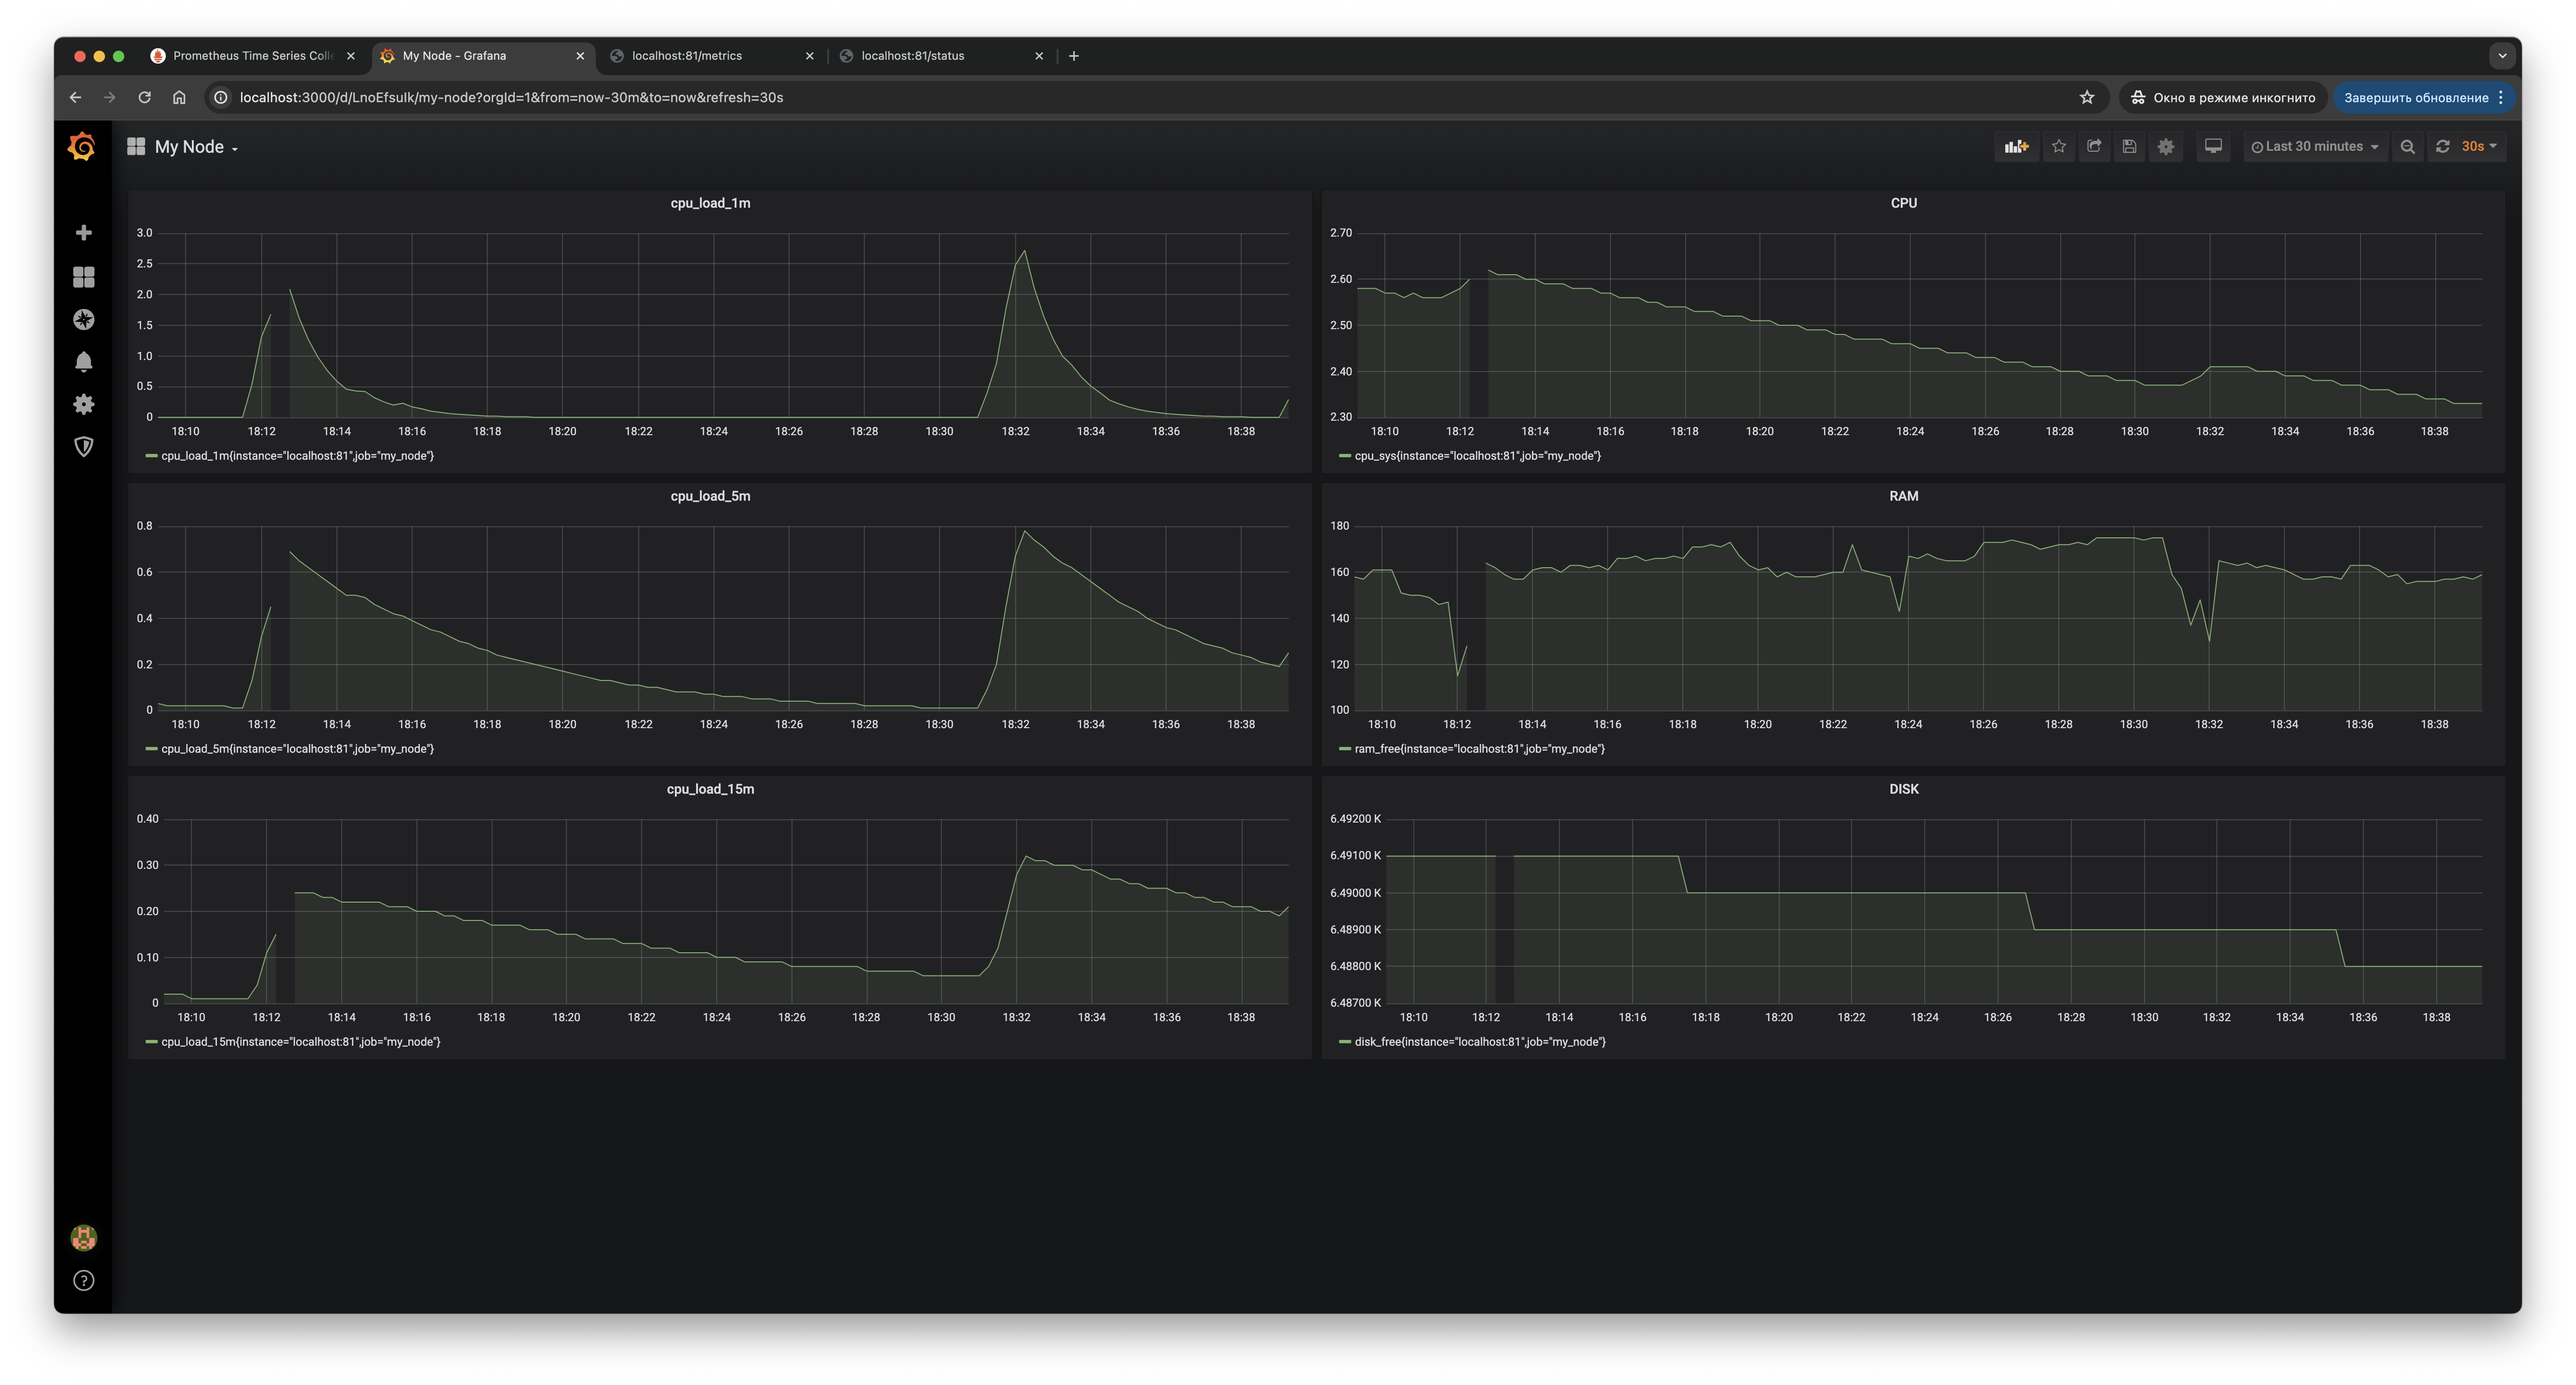 Prometheus Time Series Colle
My Node - Grafana
localhost:81/metrics
localhost:81/status
localhost:3000/d/LnoEfsulk/my-node?orgId=1&from=now-30m&to=now&refresh=30s
Окно в режиме инкогнито
Завершить обновление
My Node
Last 30 minutes
30s
cpu_load_1m
3.0
2.5
2.0
1.5
1.0
0.5
0
18:10 18:12 18:14 18:16 18:18 18:20 18:22 18:24 18:26 18:28 18:30 18:32 18:34 18:36 18:38
cpu_load_1m{instance="localhost:81",job="my_node"}
CPU
2.70
2.60
2.50
2.40
2.30
18:10 18:12 18:14 18:16 18:18 18:20 18:22 18:24 18:26 18:28 18:30 18:32 18:34 18:36 18:38
cpu_sys{instance="localhost:81",job="my_node"}
cpu_load_5m
0.8
0.6
0.4
0.2
0
18:10 18:12 18:14 18:16 18:18 18:20 18:22 18:24 18:26 18:28 18:30 18:32 18:34 18:36 18:38
cpu_load_5m{instance="localhost:81",job="my_node"}
RAM
180
160
140
120
100
18:10 18:12 18:14 18:16 18:18 18:20 18:22 18:24 18:26 18:28 18:30 18:32 18:34 18:36 18:38
ram_free{instance="localhost:81",job="my_node"}
cpu_load_15m
0.40
0.30
0.20
0.10
0
18:10 18:12 18:14 18:16 18:18 18:20 18:22 18:24 18:26 18:28 18:30 18:32 18:34 18:36 18:38
cpu_load_15m{instance="localhost:81",job="my_node"}
DISK
6.49200 K
6.49100 K
6.49000 K
6.48900 K
6.48800 K
6.48700 K
18:10 18:12 18:14 18:16 18:18 18:20 18:22 18:24 18:26 18:28 18:30 18:32 18:34 18:36 18:38
disk_free{instance="localhost:81",job="my_node"}